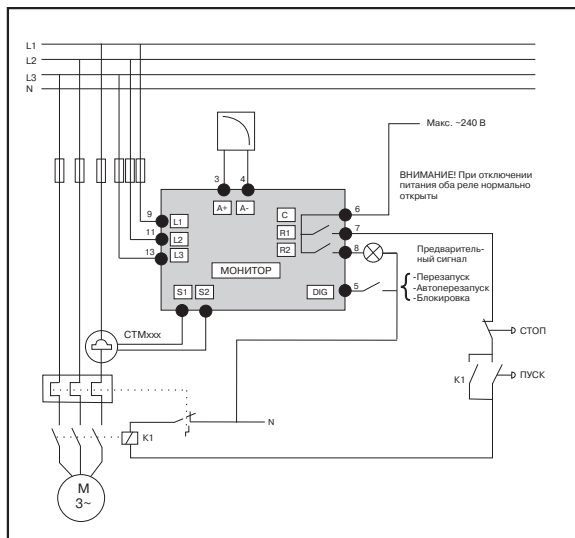 L1
L2
L3
N
Макс. ~240 В
ВНИМАНИЕ! При отключении
питания оба реле нормально
открыты
3
4
A+
A-
C
6
9
L1
R1
7
11
L2
R2
8
13
L3
МОНИТОР
Предваритель-
ный сигнал
S1
S2
DIG
5
-Перезапуск
-Автоперезапуск
-Блокировка
CTMxxx
СТОП
K1
ПУСК
N
K1
M
3~